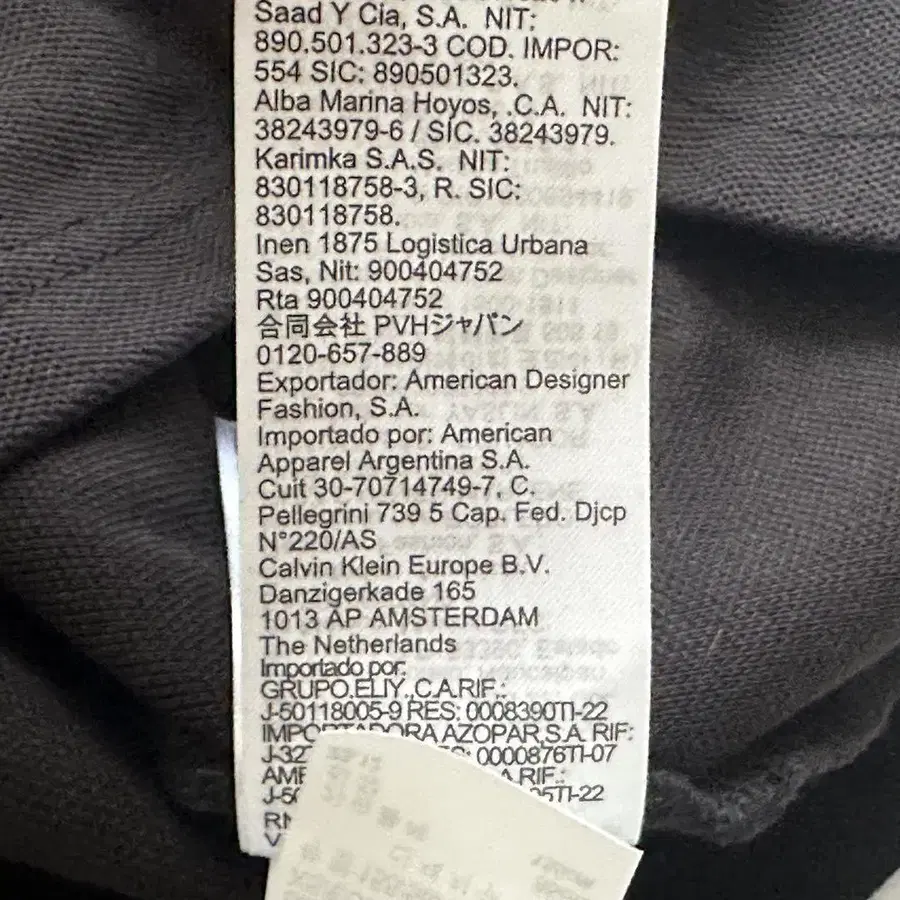 Saad Y Cia, S.A. NIT:
890.501.323-3 COD. IMPOR:
554 SIC: 890501323.
Alba Marina Hoyos, .C.A. NIT:
38243979-6 / SIC. 38243979.
Karimka S.A.S. NIT:
830118758-3, R. SIC:
830118758.
Inen 1875 Logistica Urbana
Sas, Nit: 900404752
Rta 900404752
合同会社 PVHジャパン
0120-657-889
Exportador: American Designer
Fashion, S.A.
Importado por: American
Apparel Argentina S.A.
Cuit 30-70714749-7, C.
Pellegrini 739 5 Cap. Fed. Djcp
N°220/AS
Calvin Klein Europe B.V.
Danzigerkade 165
1013 AP AMSTERDAM
The Netherlands
Importado por:
GRUPO.ELIY.,C.A.RIF.:
J-50118005-9 RES: 0008390TI-22
IMPORTADORA AZOPAR,S.A. RIF:
0000876TI-07
RIF.: